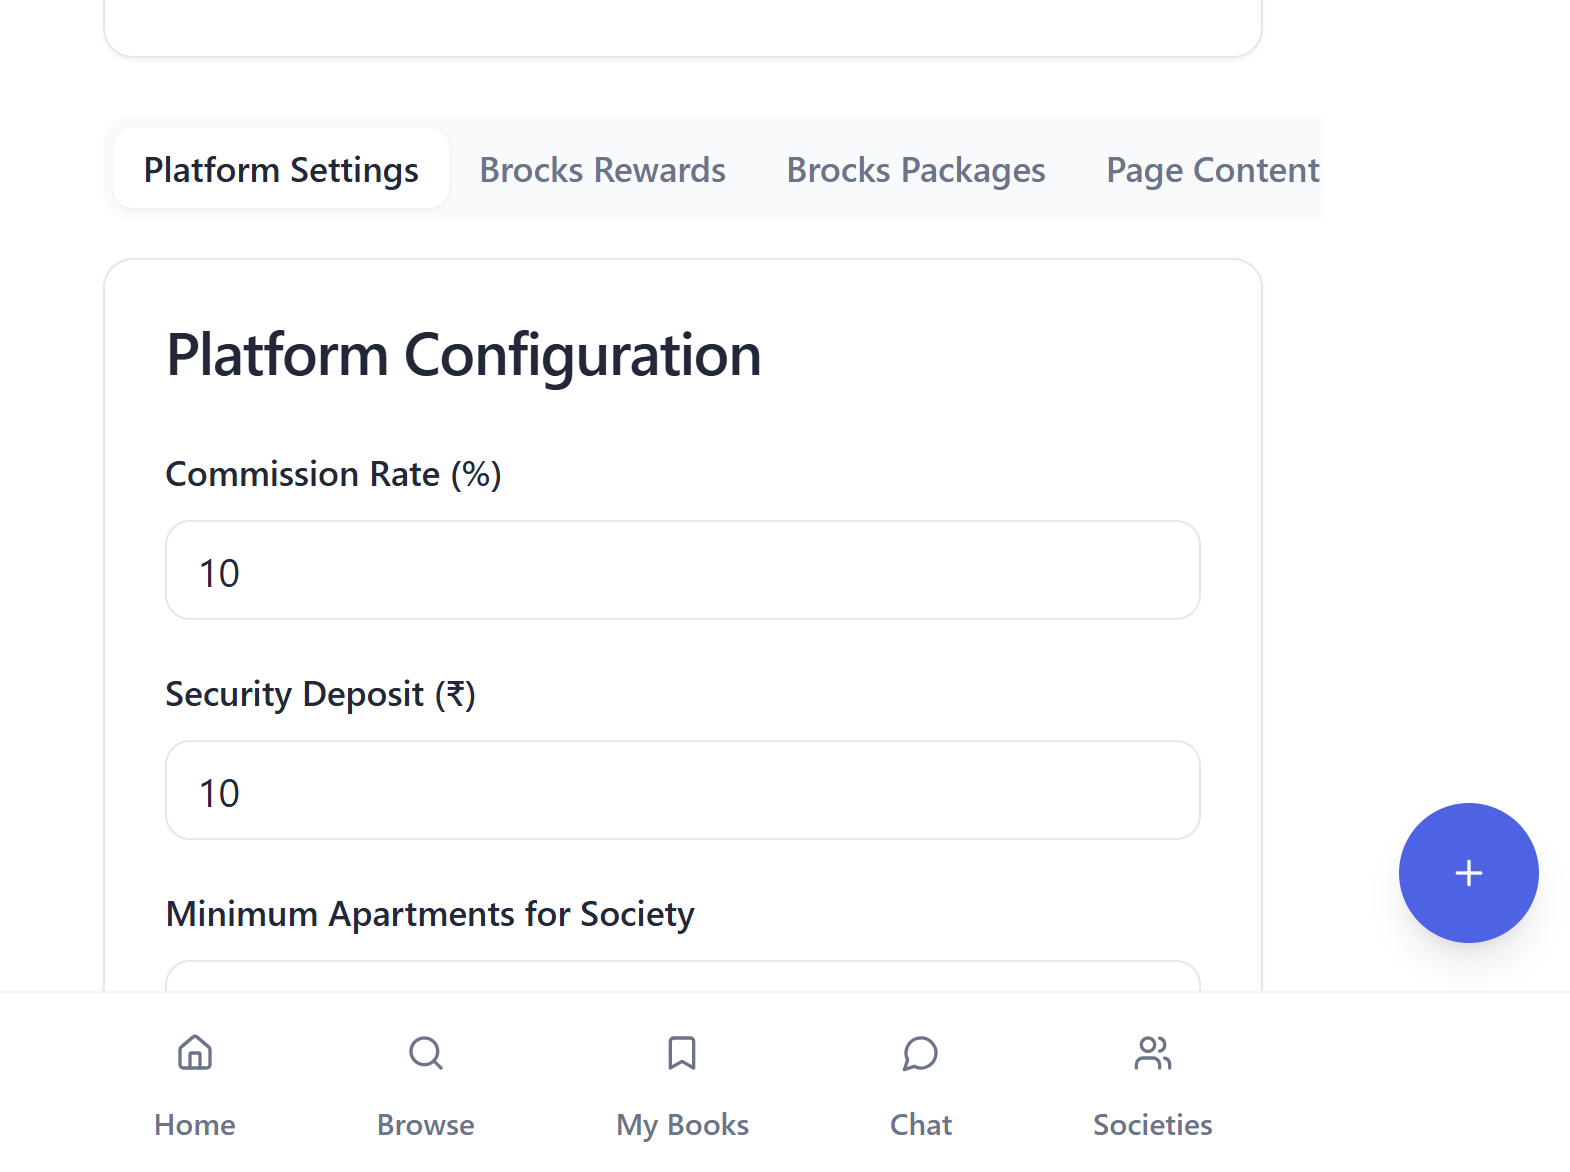 Platform Settings Brocks Rewards Brocks Packages Page Content
Platform Configuration
Commission Rate (%)
10
Security Deposit (₹)
10
Minimum Apartments for Society
Home Browse My Books Chat Societies